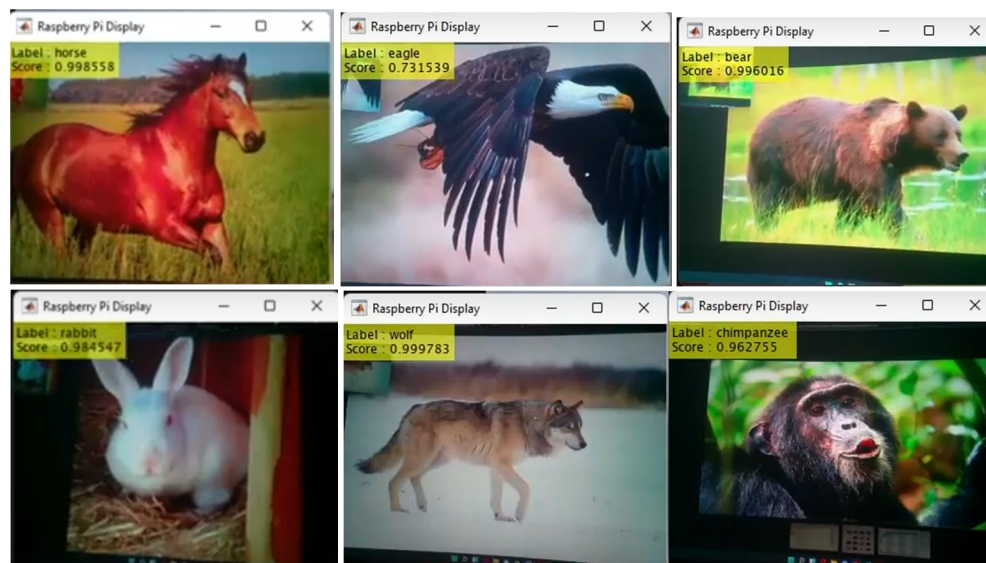 Raspberry Pi Display
Label : horse
Score : 0.998558
Raspberry Pi Display
Label : eagle
Score : 0.731539
Raspberry Pi Display
Label : bear
Score : 0.996016
Raspberry Pi Display
Label : rabbit
Score : 0.984547
Raspberry Pi Display
Label : wolf
Score : 0.999783
Raspberry Pi Display
Label : chimpanzee
Score : 0.962755